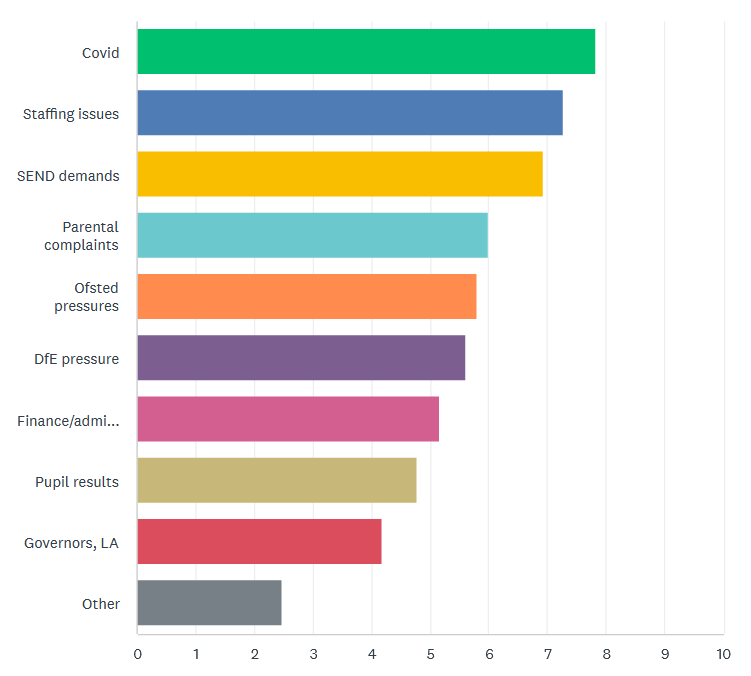 Covid
Staffing issues
SEND demands
Parental
complaints
Ofsted
pressures
DfE pressure
Finance/admi...
Pupil results
Governors, LA
Other
0 1 2 3 4 5 6 7 8 9 10